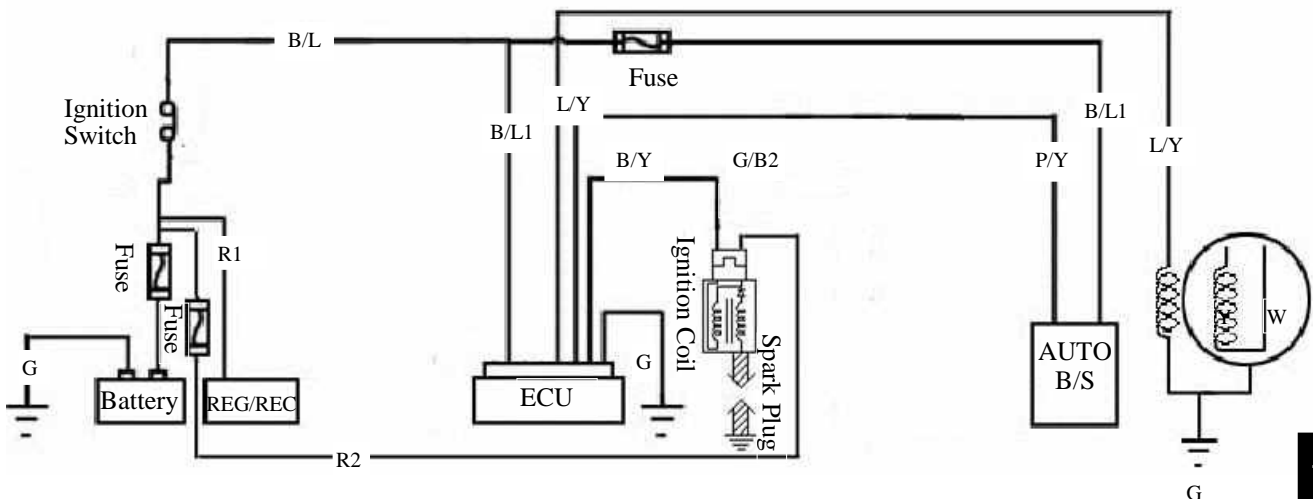 B/L
Fuse
Ignition
Switch
L/Y
B/L1
B/L1
L/Y
B/Y
G/B2
P/Y
Fuse
R1
Fuse
Ignition Coil
Spark Plug
W
G
G
Battery
REG/REC
ECU
AUTO
B/S
R2
G